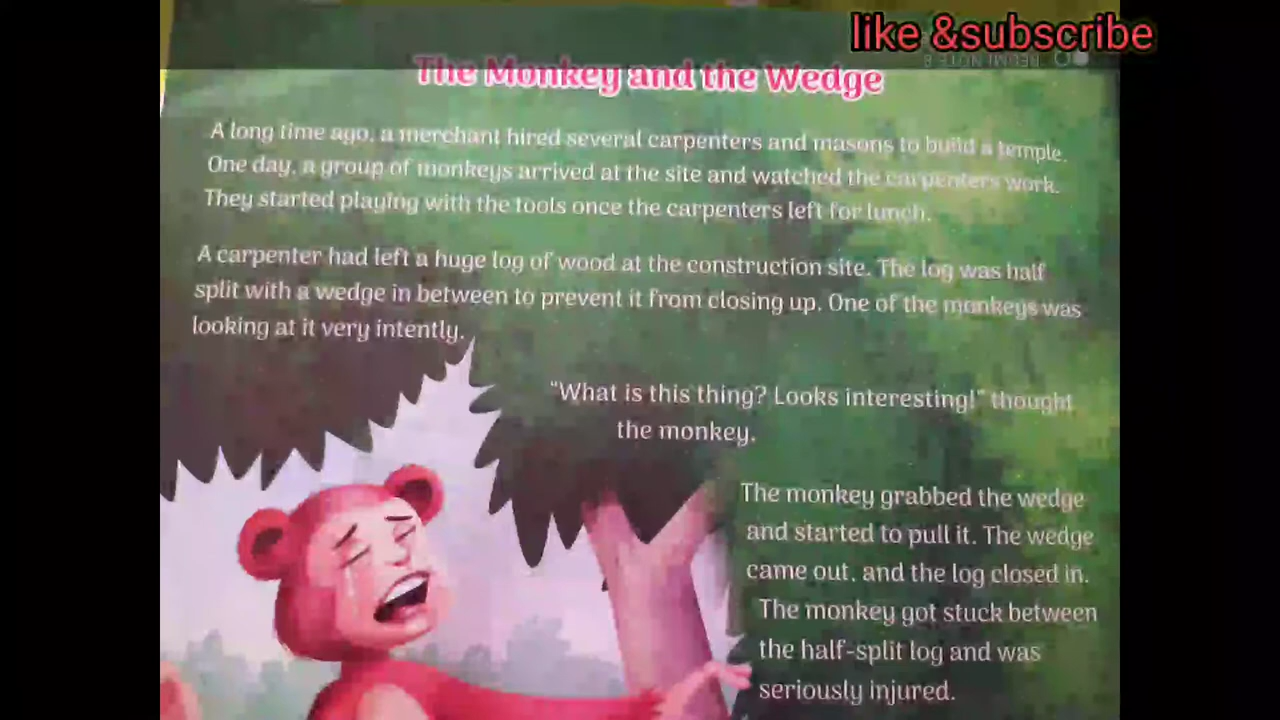 like &subscribe
REDMI NOTE 8
The Monkey and the Wedge
A long time ago, a merchant hired several carpenters and masons to build a temple.
One day, a group of monkeys arrived at the site and watched the carpenters work.
They started playing with the tools once the carpenters left for lunch.
A carpenter had left a huge log of wood at the construction site. The log was half
split with a wedge in between to prevent it from closing up. One of the monkeys was
looking at it very intently.
“What is this thing? Looks interesting!” thought
the monkey.
The monkey grabbed the wedge
and started to pull it. The wedge
came out, and the log closed in.
The monkey got stuck between
the half-split log and was
seriously injured.